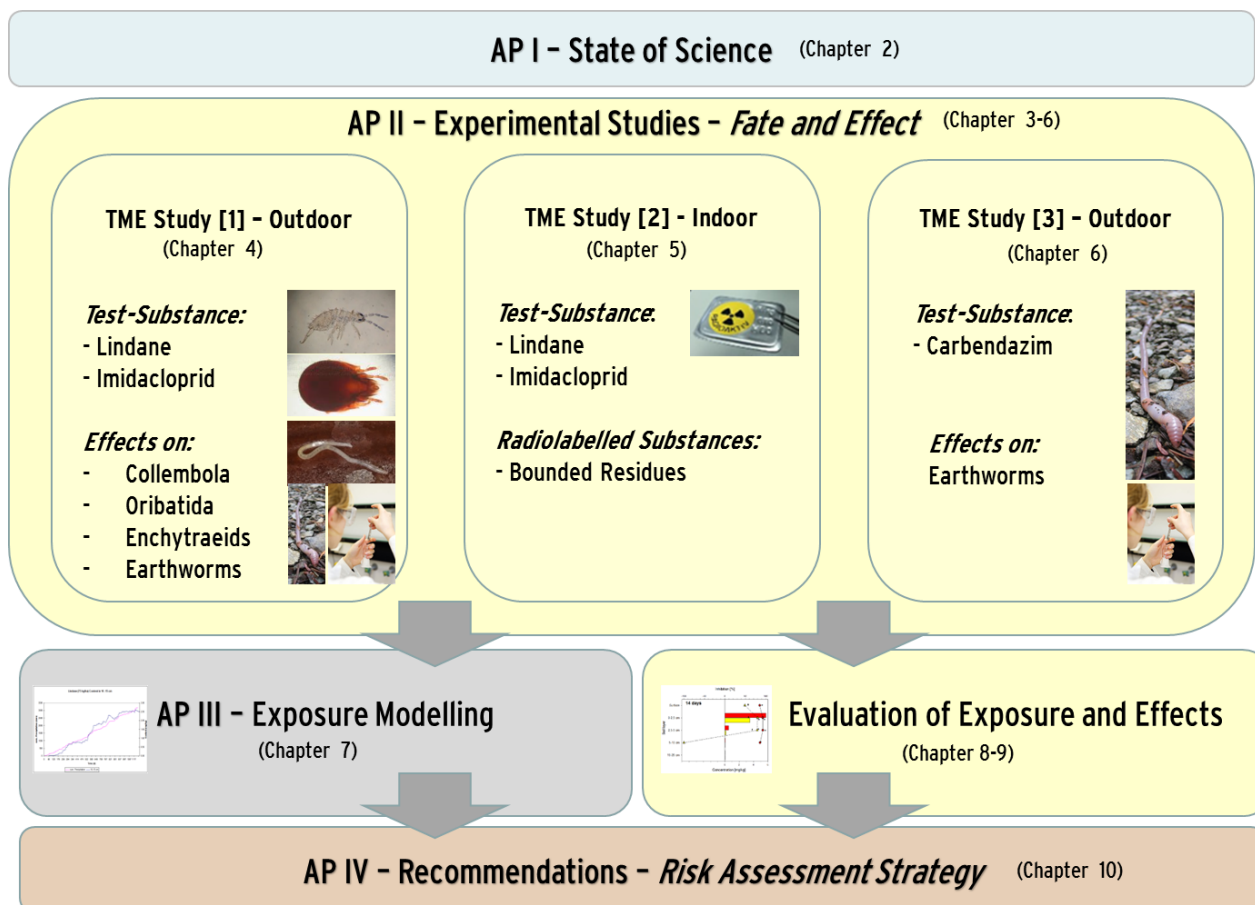 AP I – State of Science (Chapter 2)
AP II – Experimental Studies – Fate and Effect (Chapter 3-6)
TME Study [1] – Outdoor
(Chapter 4)
Test-Substance:
- Lindane
- Imidacloprid
Effects on:
- Collembola
- Oribatida
- Enchytraeids
- Earthworms
TME Study [2] - Indoor
(Chapter 5)
Test-Substance:
- Lindane
- Imidacloprid
Radiolabelled Substances:
- Bounded Residues
TME Study [3] – Outdoor
(Chapter 6)
Test-Substance:
- Carbendazim
Effects on:
Earthworms
AP III – Exposure Modelling
(Chapter 7)
14 days
Evaluation of Exposure and Effects
(Chapter 8-9)
AP IV – Recommendations – Risk Assessment Strategy (Chapter 10)